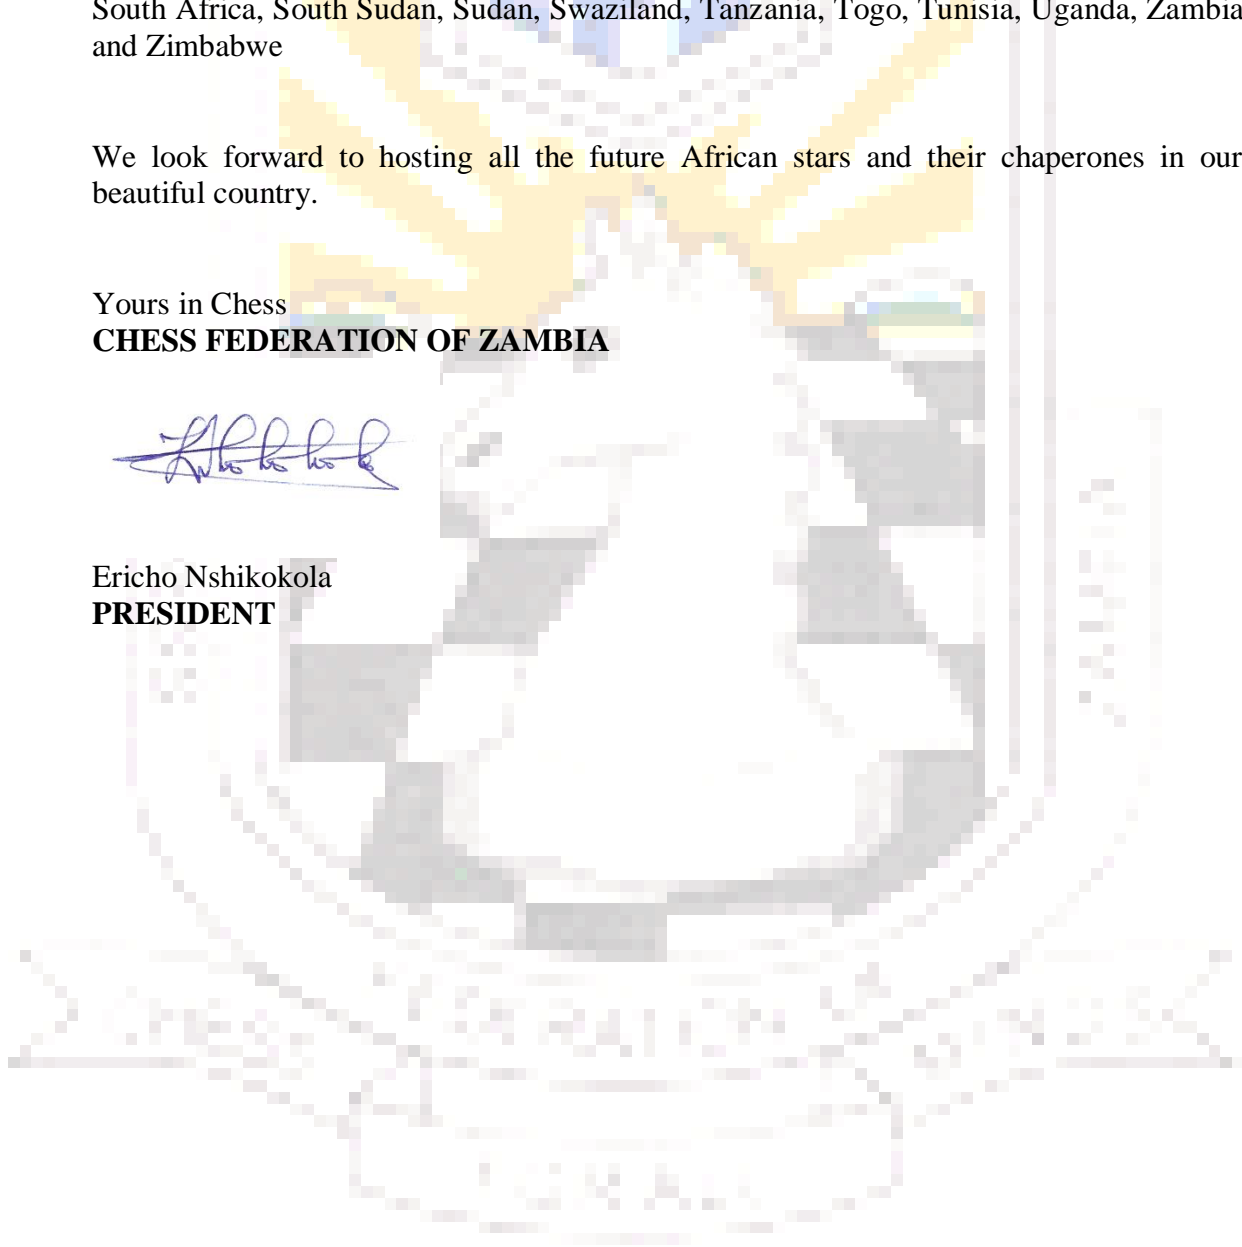 South Africa, South Sudan, Sudan, Swaziland, Tanzania, Togo, Tunisia, Uganda, Zambia
and Zimbabwe
We look forward to hosting all the future African stars and their chaperones in our
beautiful country.
Yours in Chess
CHESS FEDERATION OF ZAMBIA
Ericho Nshikokola
PRESIDENT